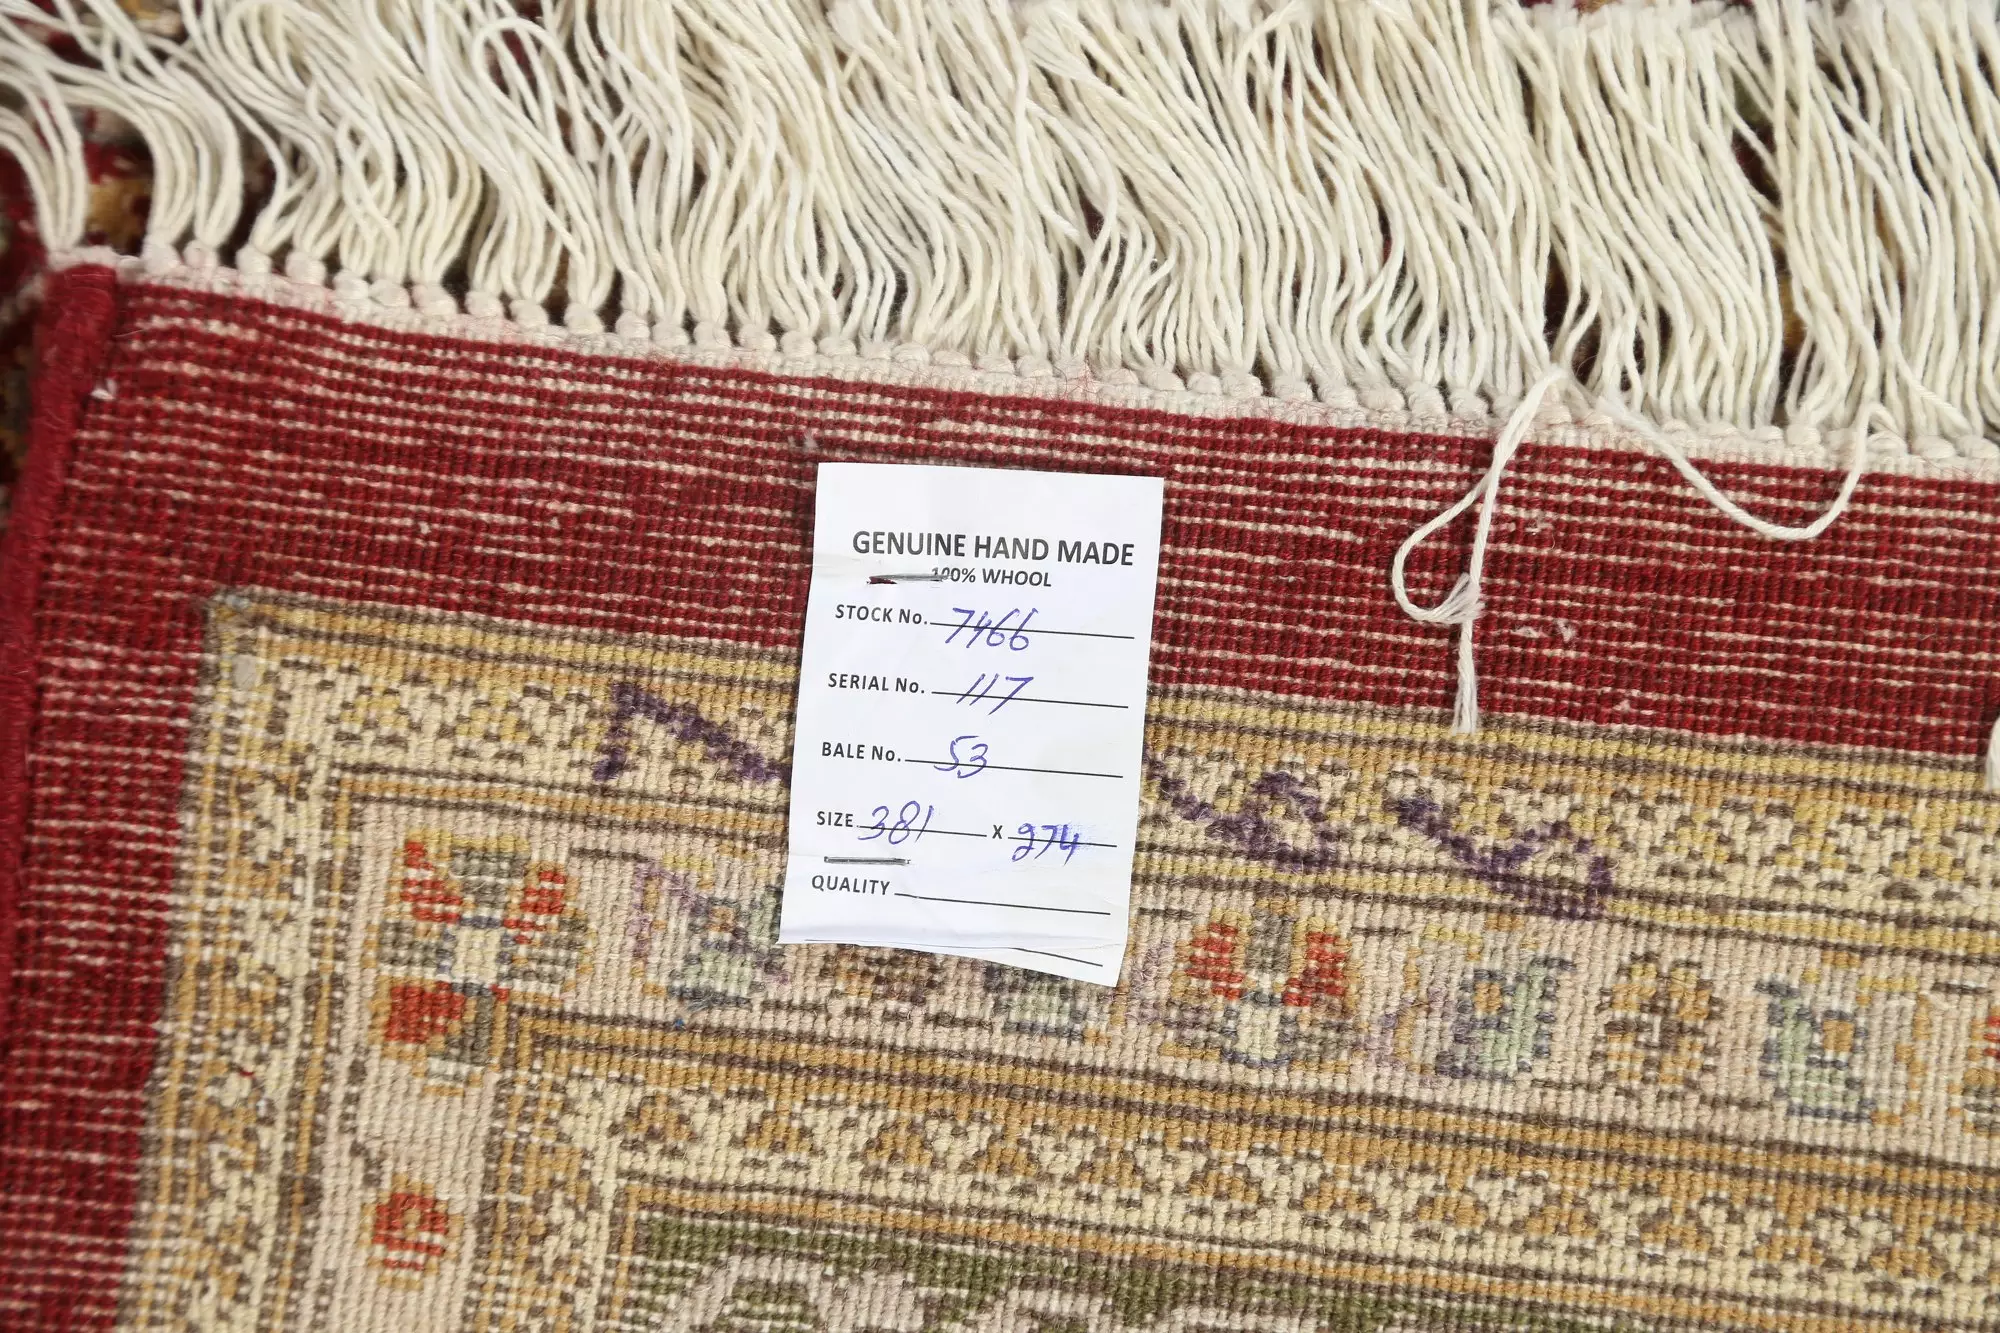 GENUINE HAND MADE
100% WHOOL
STOCK No. 7466
SERIAL No. 117
BALE No. 53
SIZE 381 X 274
QUALITY